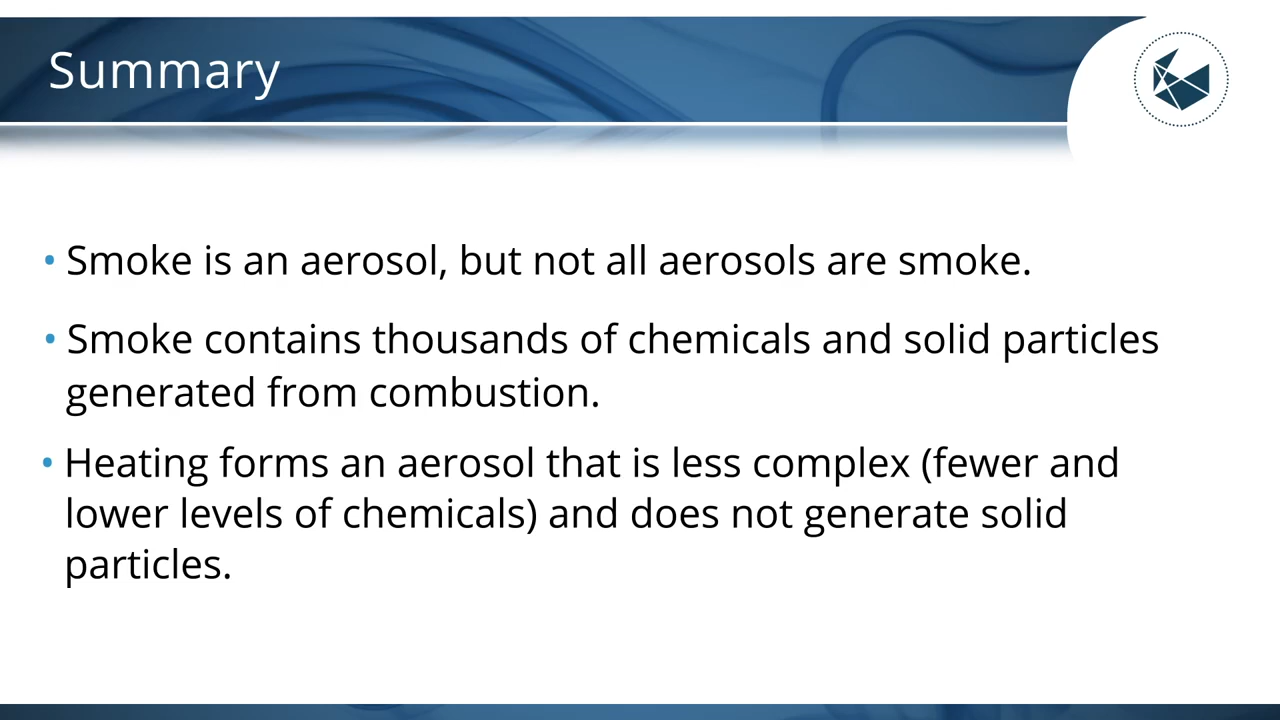 Summary
• Smoke is an aerosol, but not all aerosols are smoke.
• Smoke contains thousands of chemicals and solid particles
generated from combustion.
• Heating forms an aerosol that is less complex (fewer and
lower levels of chemicals) and does not generate solid
particles.